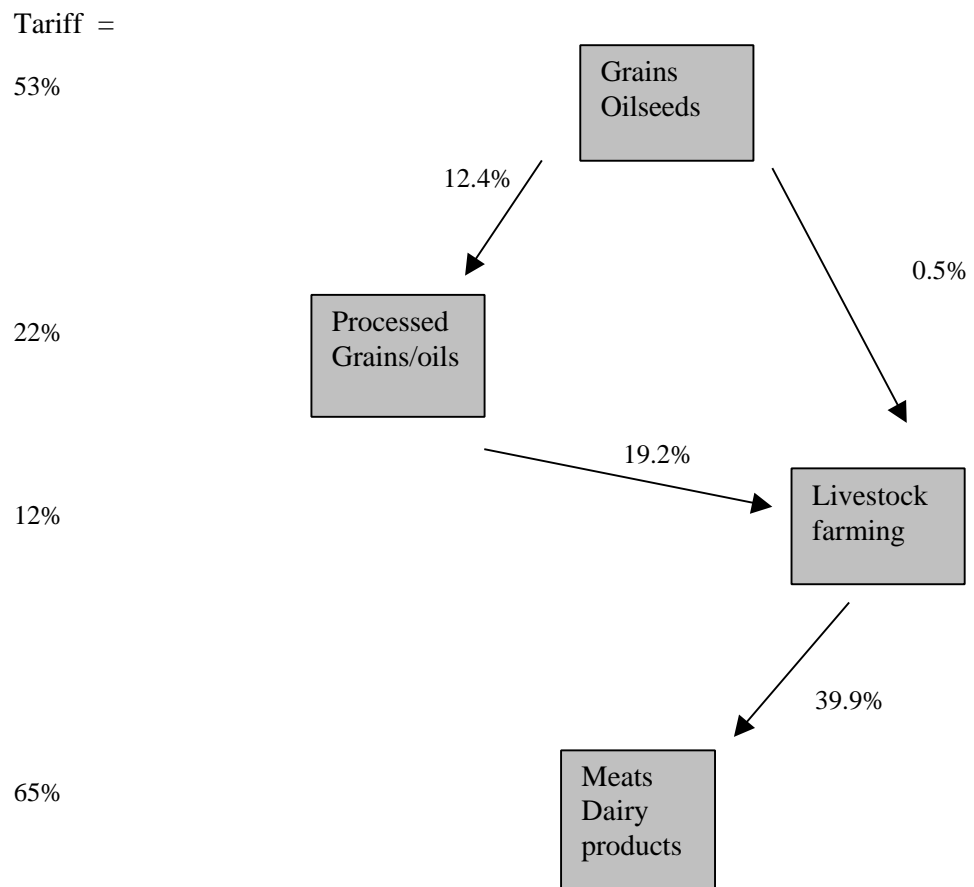 Tariff =
53%
Grains
Oilseeds
12.4%
0.5%
22%
Processed
Grains/oils
19.2%
12%
Livestock
farming
39.9%
65%
Meats
Dairy
products